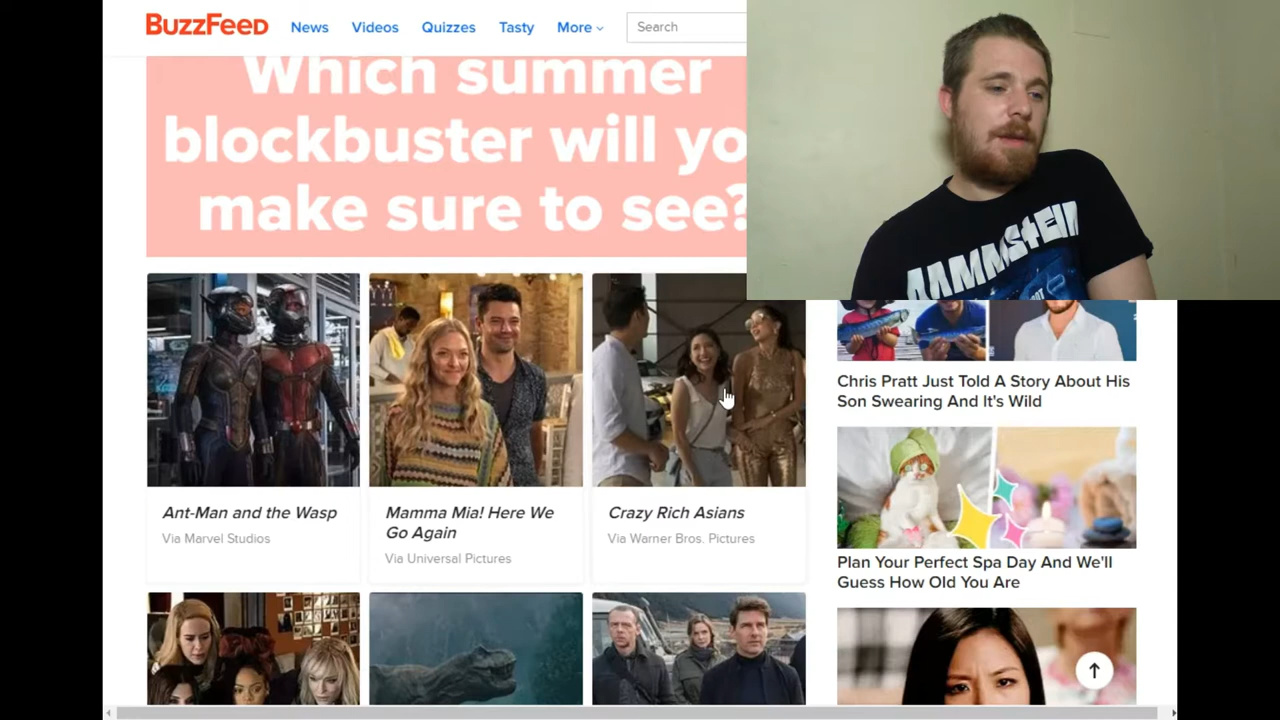 BuzzFeed
News
Videos
Quizzes
Tasty
More
Search
Which summer
blockbuster will yo
make sure to see?
RAMMSTEIN
Ant-Man and the Wasp
Via Marvel Studios
Mamma Mia! Here We
Go Again
Via Universal Pictures
Crazy Rich Asians
Via Warner Bros. Pictures
Chris Pratt Just Told A Story About His
Son Swearing And It's Wild
Plan Your Perfect Spa Day And We'll
Guess How Old You Are